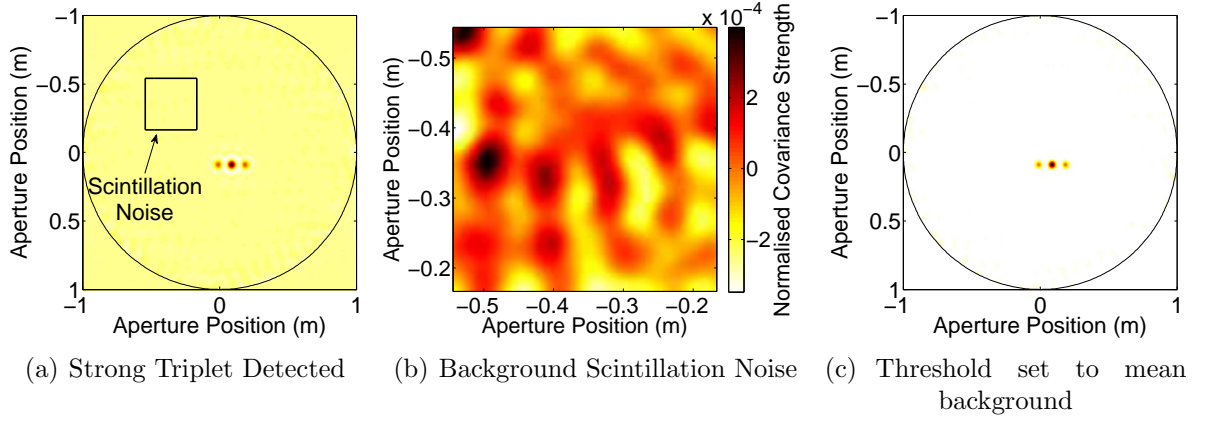 −1
−0.5
0
0.5
1
−1
0
1
Aperture Position (m)
Aperture Position (m)
Scintillation
Noise
(a) Strong Triplet Detected
−0.5
−0.4
−0.3
−0.2
−0.5
−0.4
−0.3
−0.2
Aperture Position (m)
Aperture Position (m)
x 10⁻⁴
2
0
−2
Normalised Covariance Strength
(b) Background Scintillation Noise
−1
−0.5
0
0.5
1
−1
0
1
Aperture Position (m)
Aperture Position (m)
(c) Threshold set to mean
background